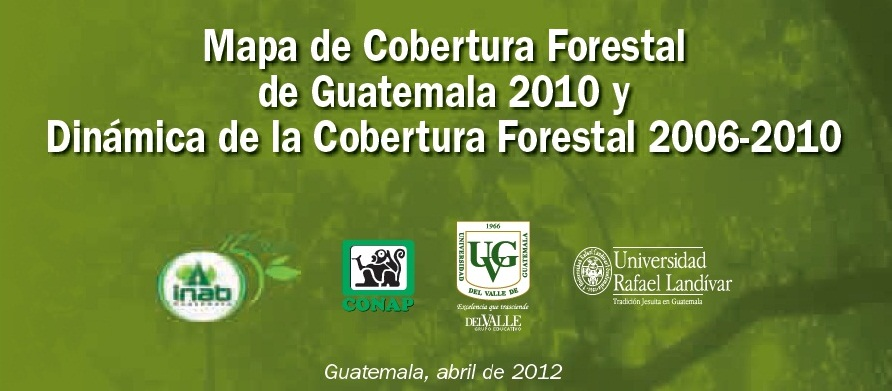 Mapa de Cobertura Forestal
de Guatemala 2010 y
Dinámica de la Cobertura Forestal 2006-2010
inab
CONAP
1966
UNIVERSIDAD
DEL VALLE DE
GUATEMALA
UVG
Excelencia que trasciende
DELVALLE
GRUPO EDUCATIVO
Universidad
Rafael Landívar
Tradición Jesuita en Guatemala
Guatemala, abril de 2012